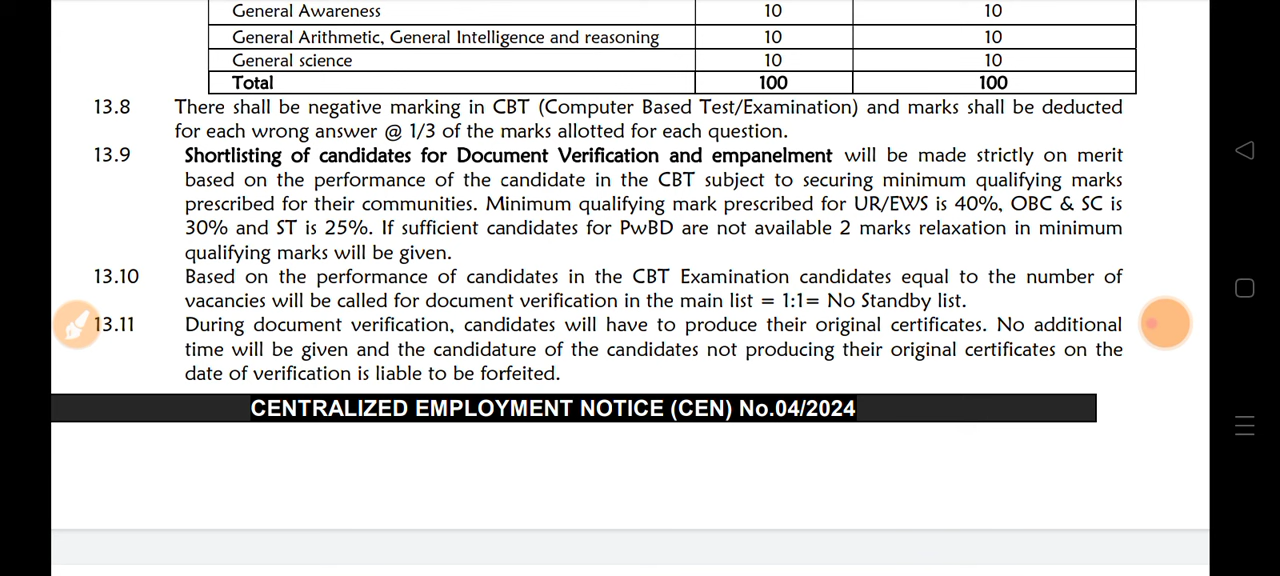 General Awareness 10 10
General Arithmetic, General Intelligence and reasoning 10 10
General science 10 10
Total 100 100
13.8 There shall be negative marking in CBT (Computer Based Test/Examination) and marks shall be deducted
for each wrong answer @ 1/3 of the marks allotted for each question.
13.9 Shortlisting of candidates for Document Verification and empanelment will be made strictly on merit
based on the performance of the candidate in the CBT subject to securing minimum qualifying marks
prescribed for their communities. Minimum qualifying mark prescribed for UR/EWS is 40%, OBC & SC is
30% and ST is 25%. If sufficient candidates for PwBD are not available 2 marks relaxation in minimum
qualifying marks will be given.
13.10 Based on the performance of candidates in the CBT Examination candidates equal to the number of
vacancies will be called for document verification in the main list = 1:1= No Standby list.
13.11 During document verification, candidates will have to produce their original certificates. No additional
time will be given and the candidature of the candidates not producing their original certificates on the
date of verification is liable to be forfeited.
CENTRALIZED EMPLOYMENT NOTICE (CEN) No.04/2024